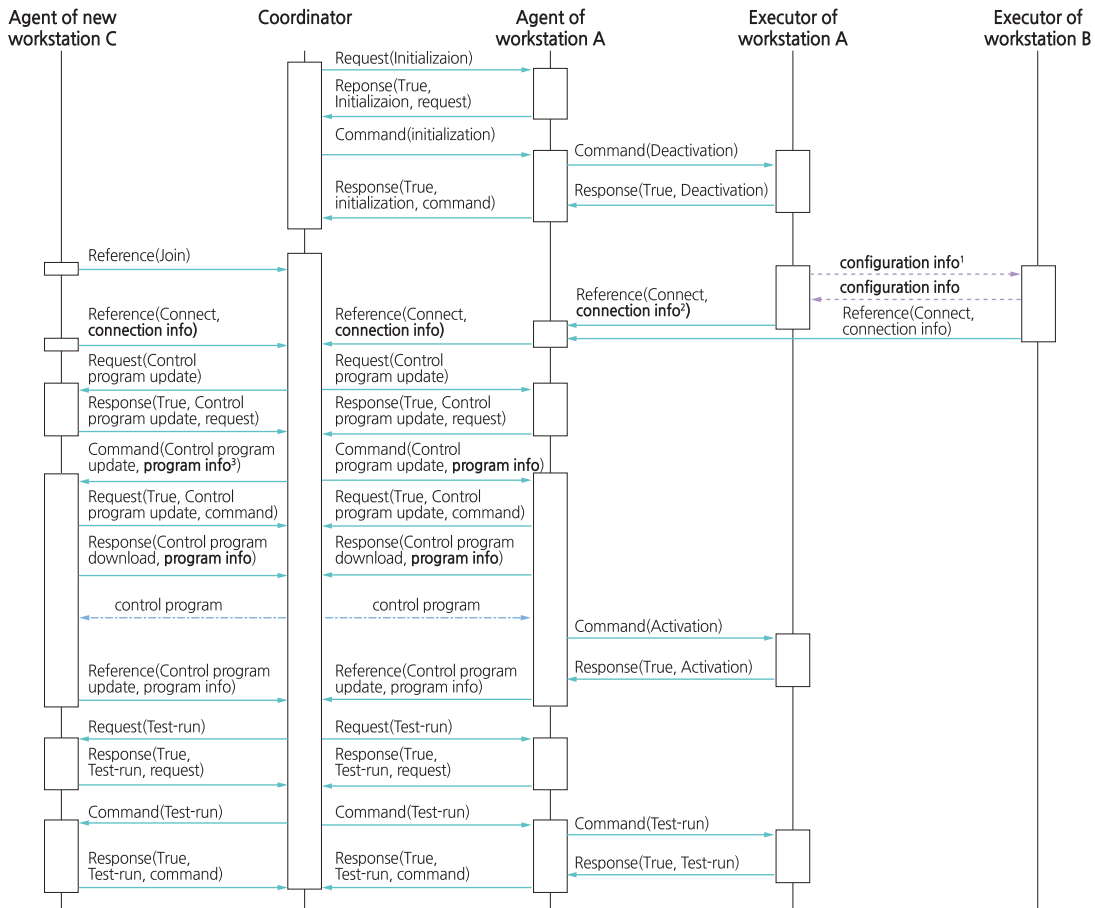 Agent of new
workstation C
Coordinator
Agent of
workstation A
Executor of
workstation A
Executor of
workstation B
Request(Initializaion)
Reponse(True,
Initializaion, request)
Command(initialization)
Command(Deactivation)
Response(True,
initialization, command)
Response(True, Deactivation)
Reference(Join)
configuration info¹
configuration info
Reference(Connect,
connection info²)
Reference(Connect,
connection info)
Reference(Connect,
connection info)
Reference(Connect,
connection info)
Request(Control
program update)
Request(Control
program update)
Response(True, Control
program update, request)
Response(True, Control
program update, request)
Command(Control program
update, program info³)
Command(Control
program update, program info)
Request(True, Control
program update, command)
Request(True, Control
program update, command)
Response(Control program
download, program info)
Response(Control program
download, program info)
control program
control program
Command(Activation)
Response(True, Activation)
Reference(Control program
update, program info)
Reference(Control program
update, program info)
Request(Test-run)
Request(Test-run)
Response(True,
Test-run, request)
Response(True,
Test-run, request)
Command(Test-run)
Command(Test-run)
Command(Test-run)
Response(True,
Test-run, command)
Response(True,
Test-run, command)
Response(True, Test-run)